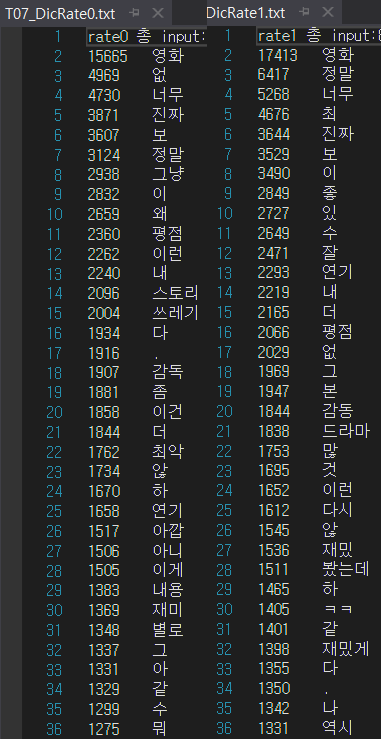 T07_DicRate0.txt
1 rate0 총 input:
2 15665 영화
3 4969 없
4 4730 너무
5 3871 진짜
6 3607 보
7 3124 정말
8 2938 그냥
9 2832 이
10 2659 왜
11 2360 평점
12 2262 이런
13 2240 내
14 2096 스토리
15 2004 쓰레기
16 1934 다
17 1916 .
18 1907 감독
19 1881 좀
20 1858 이건
21 1844 더
22 1762 최악
23 1734 않
24 1670 하
25 1658 연기
26 1517 아깝
27 1506 아니
28 1505 이게
29 1383 내용
30 1369 재미
31 1348 별로
32 1337 그
33 1331 아
34 1329 같
35 1299 수
36 1275 뭐
DicRate1.txt
1 rate1 총 input:
2 17413 영화
3 6417 정말
4 5268 너무
5 4676 최
6 3644 진짜
7 3529 보
8 3490 이
9 2849 좋
10 2727 있
11 2649 수
12 2471 잘
13 2293 연기
14 2219 내
15 2165 더
16 2066 평점
17 2029 없
18 1969 그
19 1947 본
20 1844 감동
21 1838 드라마
22 1753 많
23 1695 것
24 1652 이런
25 1612 다시
26 1545 않
27 1536 재밌
28 1511 봤는데
29 1465 하
30 1405 ㅋㅋ
31 1401 같
32 1398 재밌게
33 1355 다
34 1350 .
35 1342 나
36 1331 역시